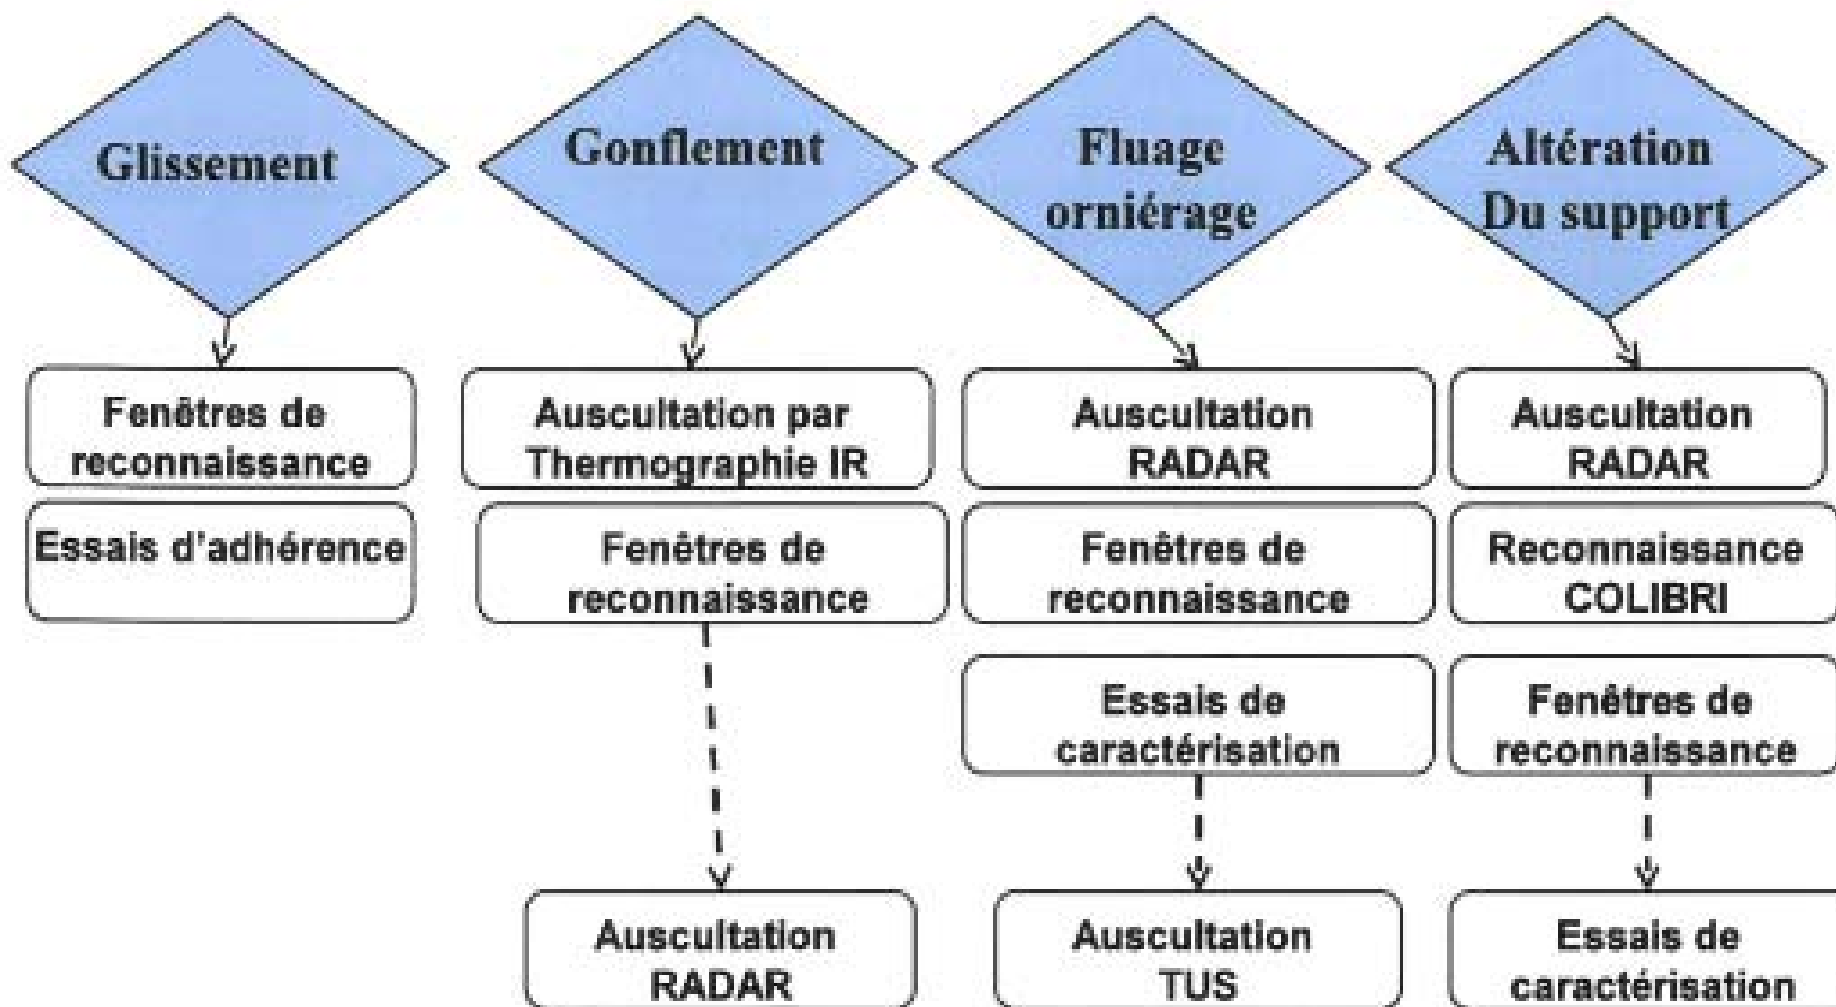 Glissement
Gonflement
Fluage
orniérage
Altération
Du support
Fenêtres de
reconnaissance
Auscultation par
Thermographie IR
Auscultation
RADAR
Auscultation
RADAR
Essais d'adhérence
Fenêtres de
reconnaissance
Fenêtres de
reconnaissance
Reconnaissance
COLIBRI
Essais de
caractérisation
Fenêtres de
reconnaissance
Auscultation
RADAR
Auscultation
TUS
Essais de
caractérisation